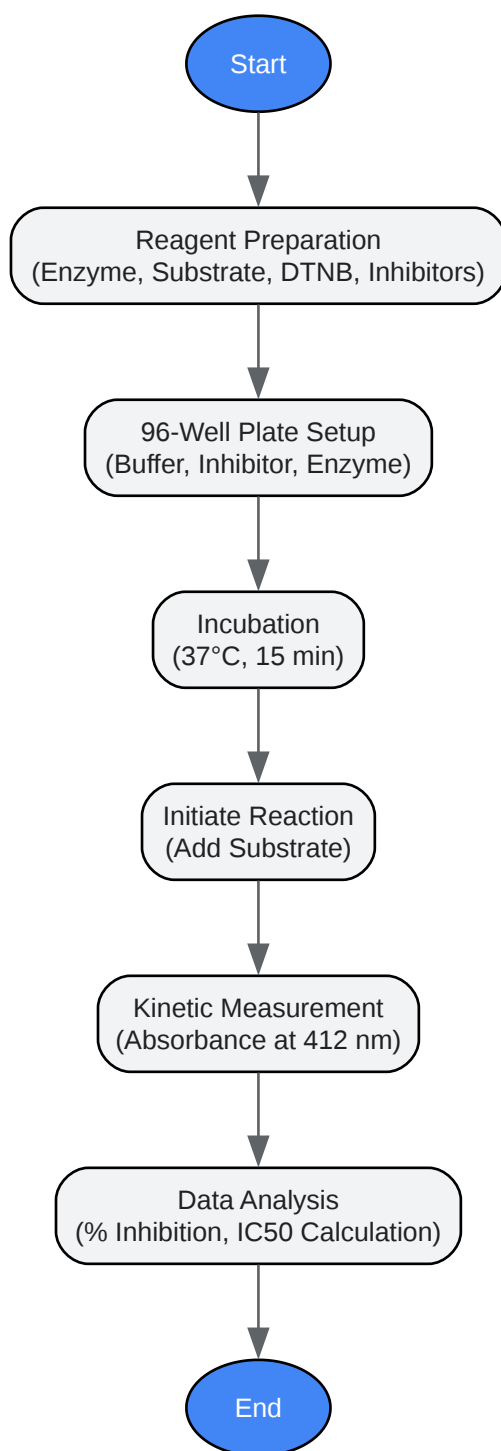 Start
Reagent Preparation
(Enzyme, Substrate, DTNB, Inhibitors)
96-Well Plate Setup
(Buffer, Inhibitor, Enzyme)
Incubation
(37°C, 15 min)
Initiate Reaction
(Add Substrate)
Kinetic Measurement
(Absorbance at 412 nm)
Data Analysis
(% Inhibition, IC50 Calculation)
End